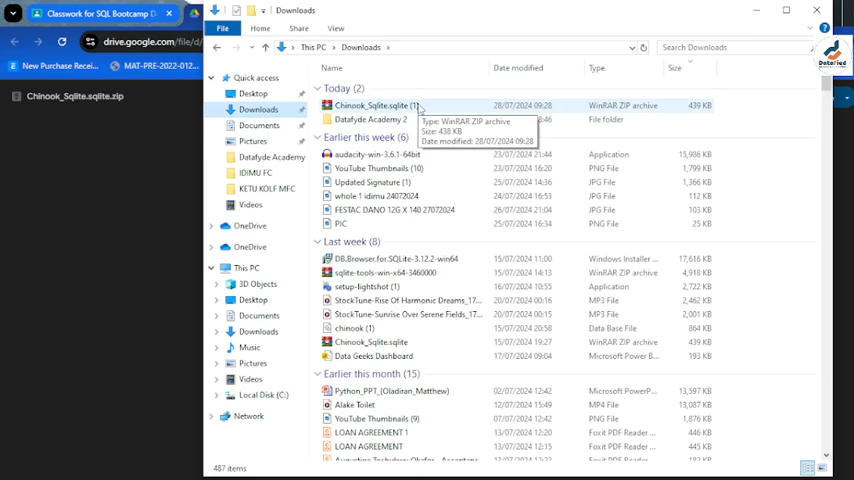 Classwork for SQL Bootcamp D
drive.google.com/file/d/
New Purchase Recei...
MAT-PRE-2022-012...
Chinook_Sqlite.sqlite.zip
Downloads
File
Home
Share
View
This PC
Downloads
Search Downloads
Name
Date modified
Type
Size
Quick access
Desktop
Downloads
Documents
Pictures
Datafyde Academy
IDIMU FC
KETU KOLF MFC
Videos
OneDrive
OneDrive
This PC
3D Objects
Desktop
Documents
Downloads
Music
Pictures
Videos
Local Disk (C:)
Network
Today (2)
Chinook_Sqlite.sqlite (1) 28/07/2024 09:28 WinRAR ZIP archive 439 KB
Datafyde Academy 2 8:46 File folder
Type: WinRAR ZIP archive
Size: 438 KB
Date modified: 28/07/2024 09:28
Earlier this week (6)
audacity-win-3.6.1-64bit 23/07/2024 21:44 Application 15,986 KB
YouTube Thumbnails (10) 23/07/2024 16:20 PNG File 1,799 KB
Updated Signature (1) 25/07/2024 14:36 JPG File 376 KB
whole 1 idimu 24072024 24/07/2024 16:53 JPG File 112 KB
FESTAC DANO 12G X 140 27072024 26/07/2024 21:04 JPG File 103 KB
PIC 25/07/2024 16:34 PNG File 25 KB
Last week (8)
DB.Browser.for.SQLite-3.12.2-win64 15/07/2024 11:00 Windows Installer ... 17,616 KB
sqlite-tools-win-x64-3460000 15/07/2024 14:13 WinRAR ZIP archive 4,918 KB
setup-lightshot (1) 16/07/2024 10:55 Application 2,722 KB
StockTune-Rise Of Harmonic Dreams_17... 20/07/2024 00:16 MP3 File 2,462 KB
StockTune-Sunrise Over Serene Fields_17... 20/07/2024 00:15 MP3 File 2,001 KB
chinook (1) 15/07/2024 20:58 Data Base File 864 KB
Chinook_Sqlite.sqlite 15/07/2024 19:27 WinRAR ZIP archive 439 KB
Data Geeks Dashboard 17/07/2024 09:04 Microsoft Power B... 193 KB
Earlier this month (15)
Python_PPT_(Oladiran_Matthew) 02/07/2024 12:42 Microsoft PowerP... 13,597 KB
Alake Toilet 12/07/2024 15:49 MP4 File 13,087 KB
YouTube Thumbnails (9) 01/07/2024 12:42 PNG File 1,876 KB
LOAN AGREEMENT 1 03/07/2024 12:20 Foxit PDF Reader ... 446 KB
LOAN AGREEMENT 03/07/2024 12:15 Foxit PDF Reader ... 444 KB
487 items